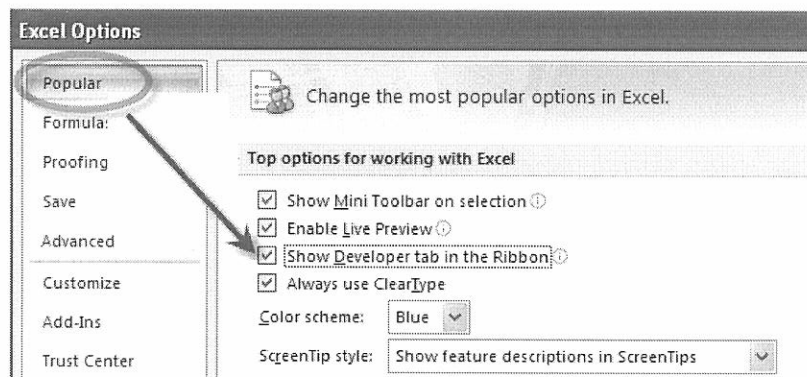 Excel Options
Popular
Formula:
Proofing
Save
Advanced
Customize
Add-Ins
Trust Center
Change the most popular options in Excel.
Top options for working with Excel
Show Mini Toolbar on selection
Enable Live Preview
Show Developer tab in the Ribbon
Always use ClearType
Color scheme: Blue
ScreenTip style: Show feature descriptions in ScreenTips